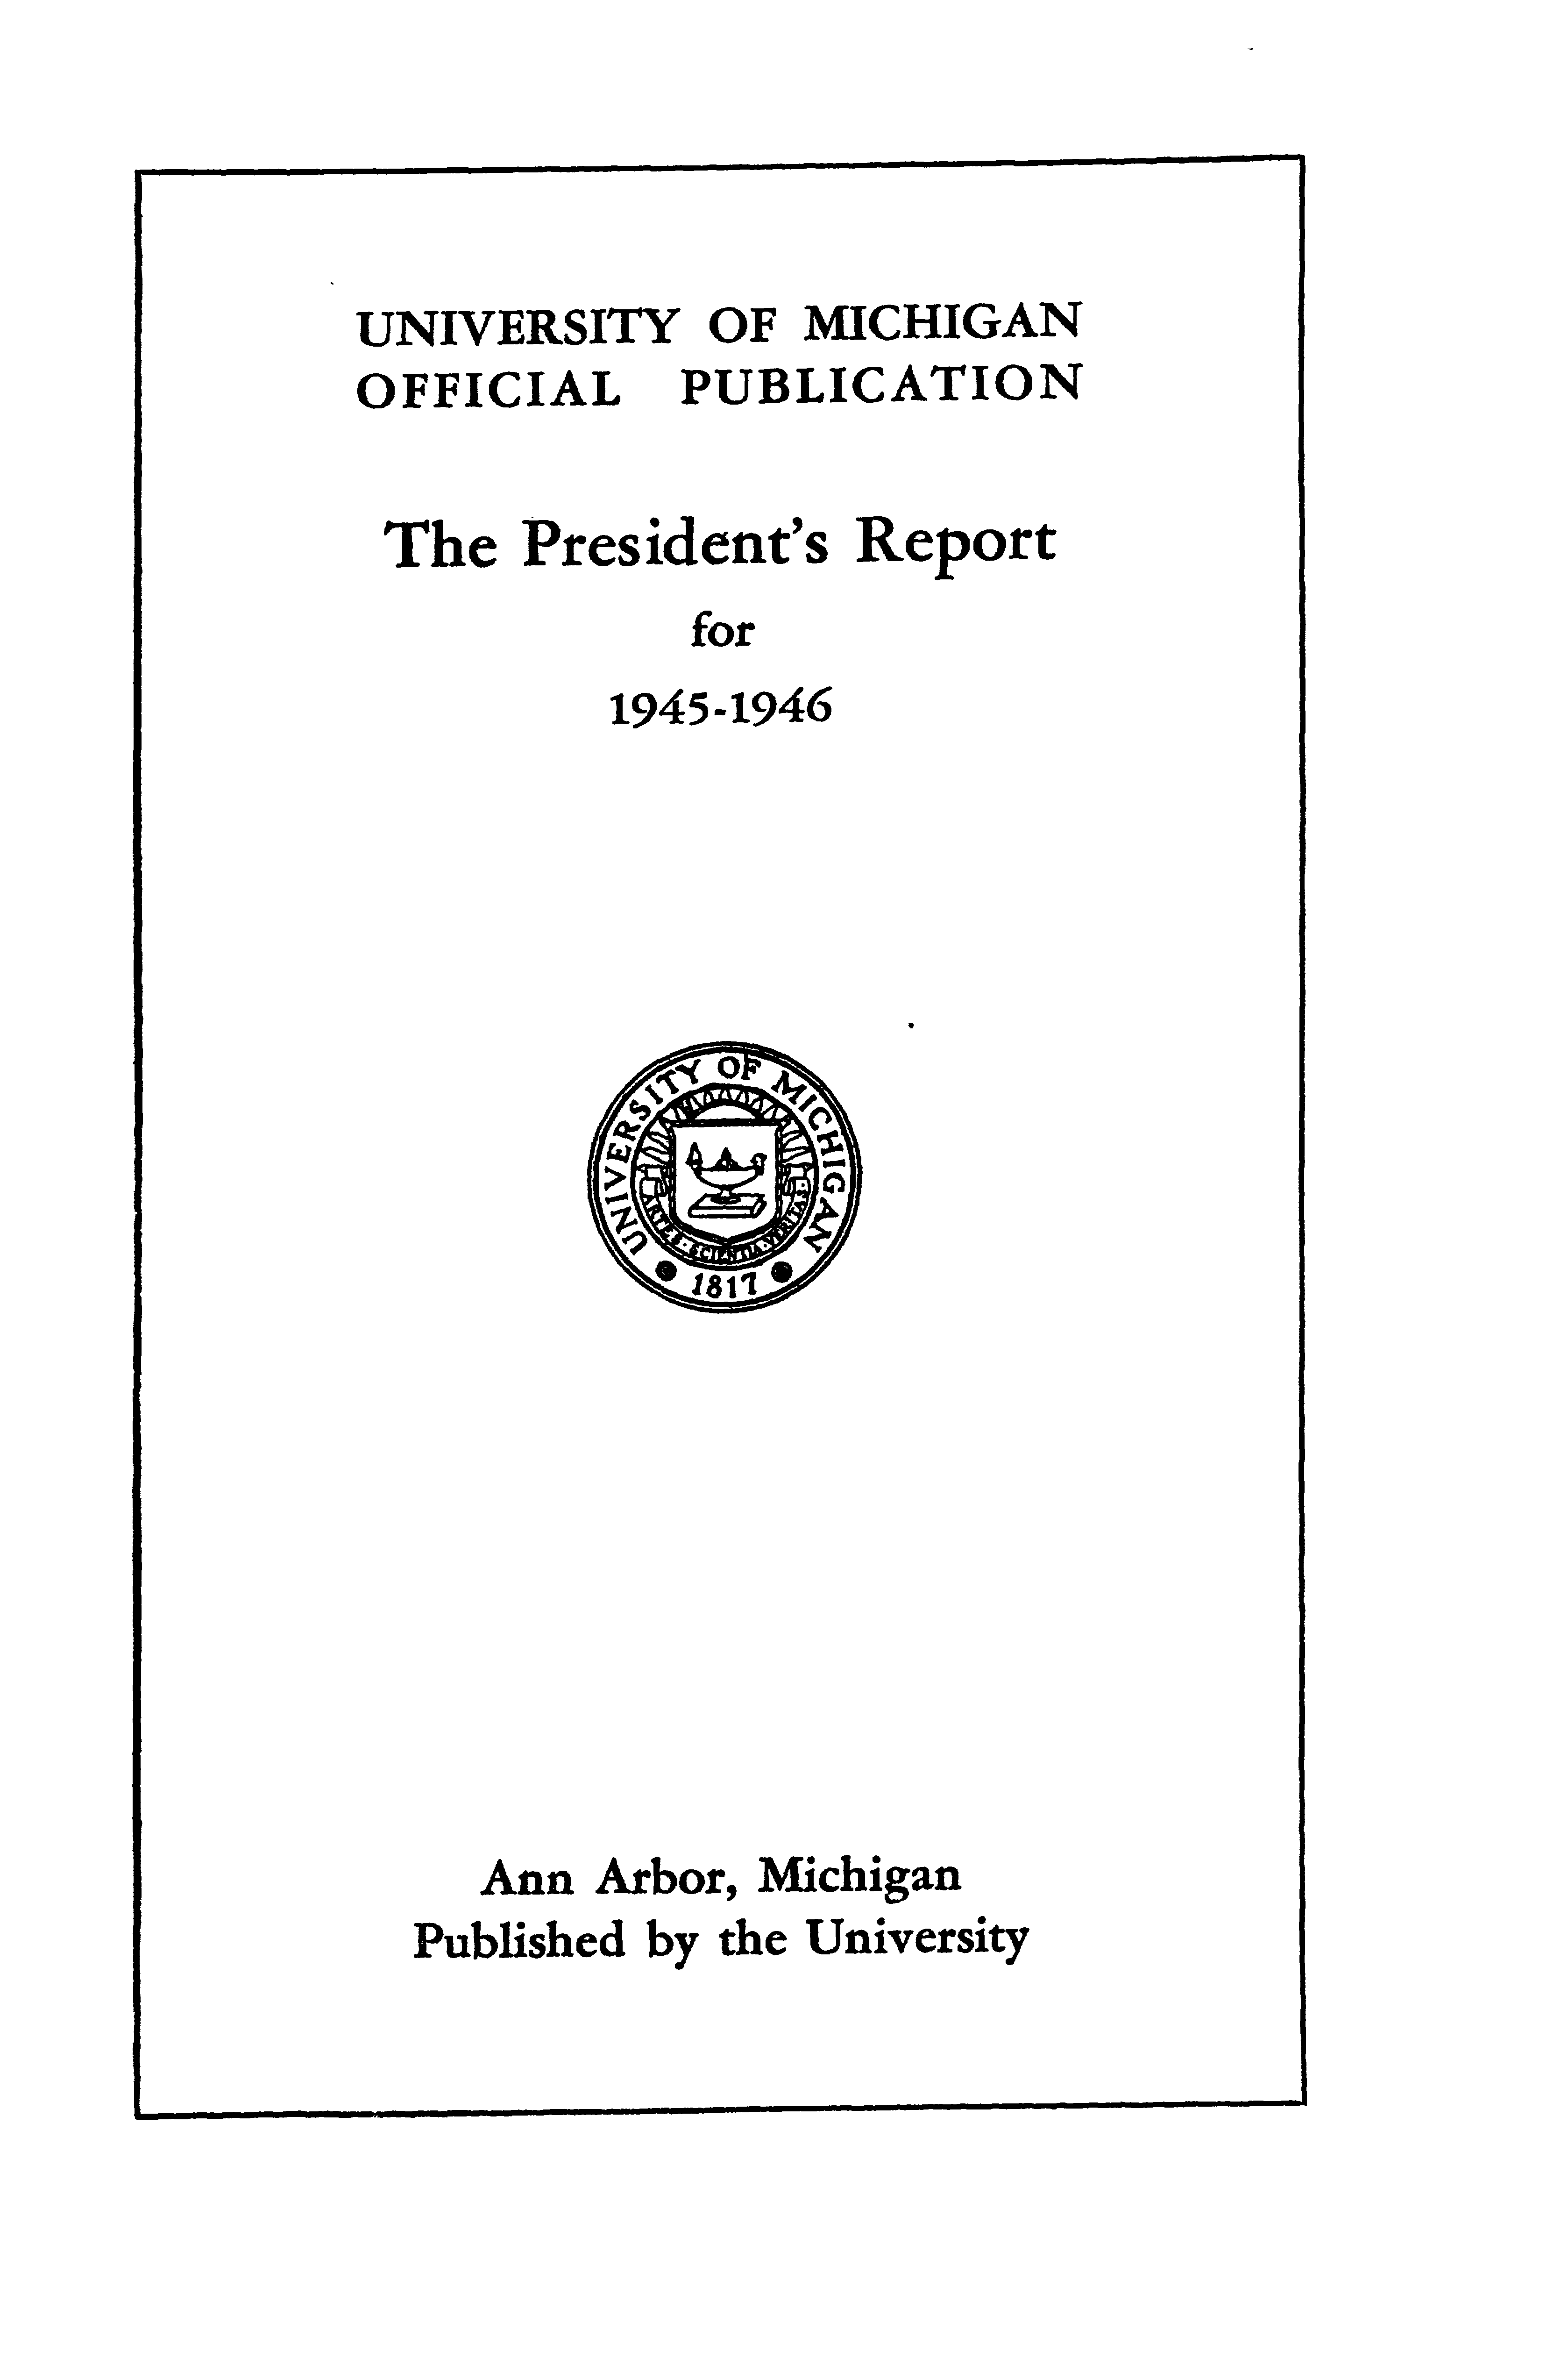 UNIVERSITY OF MICHIGAN
OFFICIAL PUBLICATION
The President's Report
for
1945-1946
UNIVERSITY OF MICHIGAN
ARTES · SCIENTIA · VERITAS
1817
Ann Arbor, Michigan
Published by the University